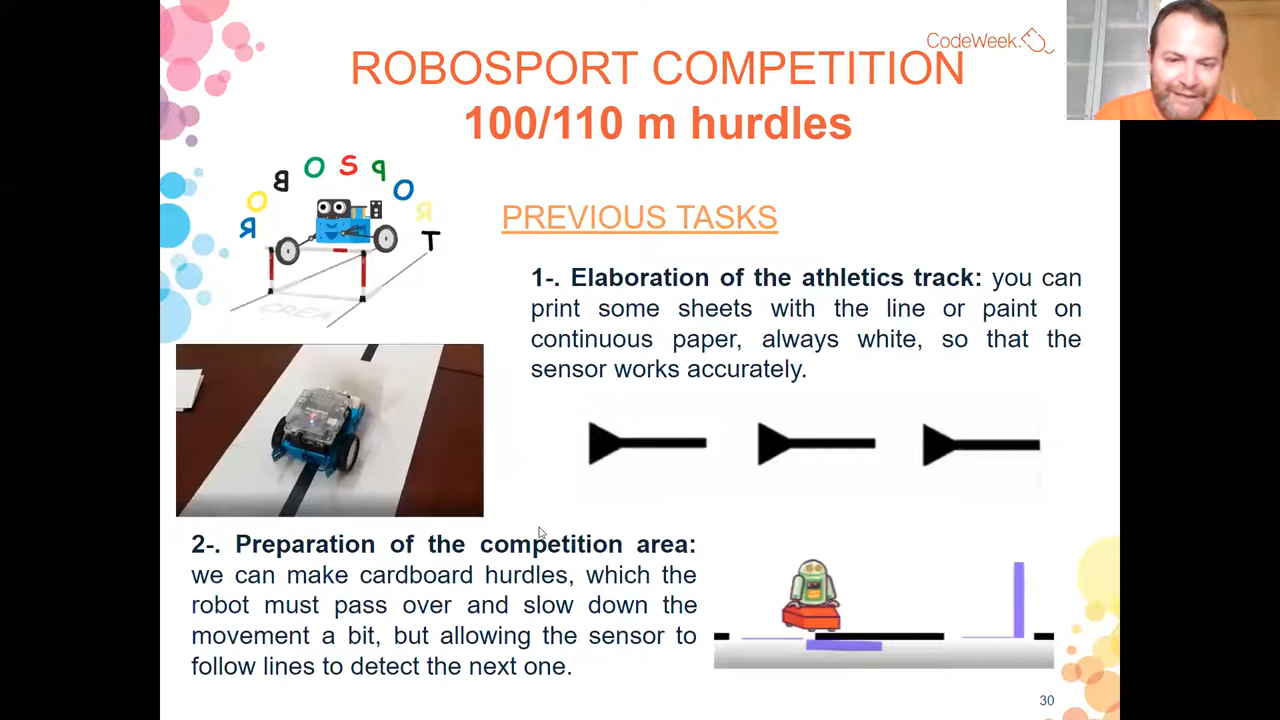 CodeWeek
ROBOSPORT COMPETITION
100/110 m hurdles
ROBOSPORT
CREA
PREVIOUS TASKS
1-. Elaboration of the athletics track: you can
print some sheets with the line or paint on
continuous paper, always white, so that the
sensor works accurately.
2-. Preparation of the competition area:
we can make cardboard hurdles, which the
robot must pass over and slow down the
movement a bit, but allowing the sensor to
follow lines to detect the next one.
30